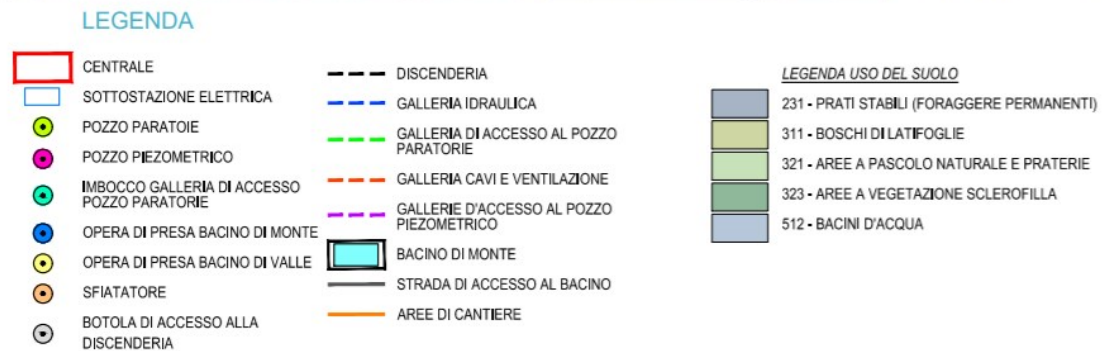 LEGENDA
CENTRALE
SOTTOSTAZIONE ELETTRICA
POZZO PARATOIE
POZZO PIEZOMETRICO
IMBOCCO GALLERIA DI ACCESSO
POZZO PARATORIE
OPERA DI PRESA BACINO DI MONTE
OPERA DI PRESA BACINO DI VALLE
SFIATATORE
BOTOLA DI ACCESSO ALLA
DISCENDERIA
DISCENDERIA
GALLERIA IDRAULICA
GALLERIA DI ACCESSO AL POZZO
PARATORIE
GALLERIA CAVI E VENTILAZIONE
GALLERIE D'ACCESSO AL POZZO
PIEZOMETRICO
BACINO DI MONTE
STRADA DI ACCESSO AL BACINO
AREE DI CANTIERE
LEGENDA USO DEL SUOLO
231 - PRATI STABILI (FORAGGERE PERMANENTI)
311 - BOSCHI DI LATIFOGLIE
321 - AREE A PASCOLO NATURALE E PRATERIE
323 - AREE A VEGETAZIONE SCLEROFILLA
512 - BACINI D'ACQUA